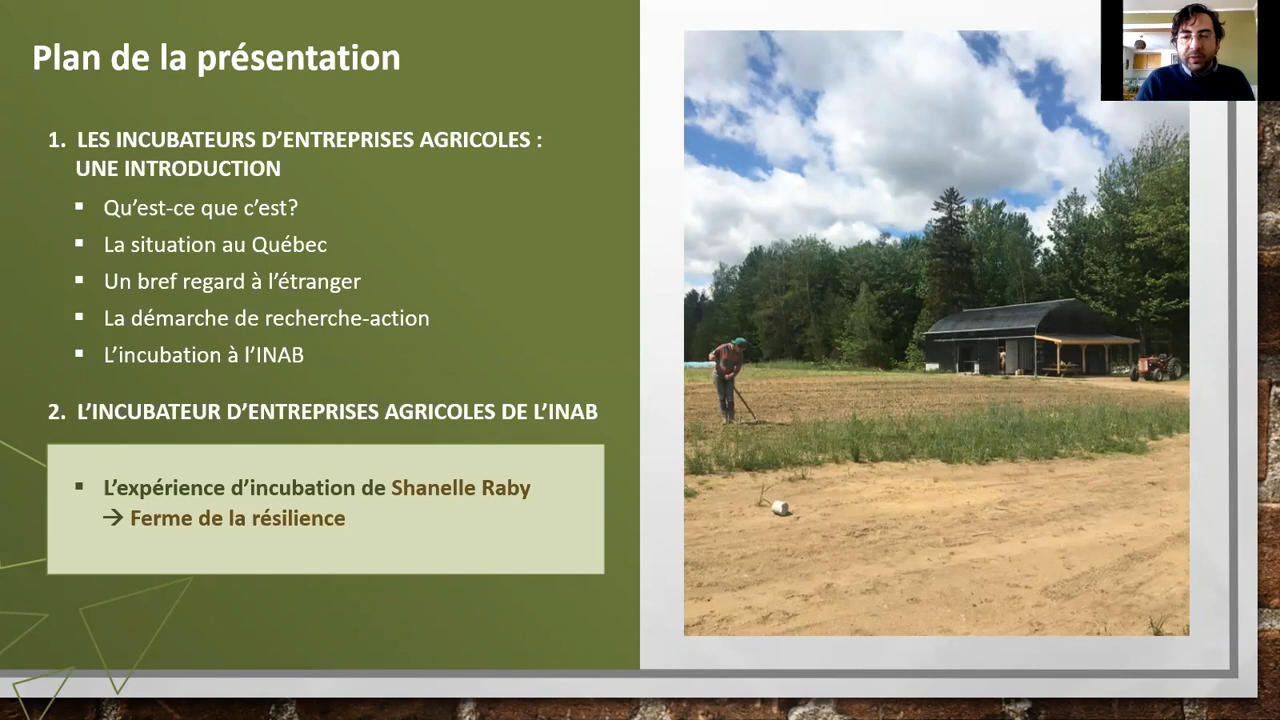 Plan de la présentation
1. LES INCUBATEURS D’ENTREPRISES AGRICOLES :
UNE INTRODUCTION
▪ Qu’est-ce que c’est?
▪ La situation au Québec
▪ Un bref regard à l’étranger
▪ La démarche de recherche-action
▪ L’incubation à l’INAB
2. L’INCUBATEUR D’ENTREPRISES AGRICOLES DE L’INAB
▪ L’expérience d’incubation de Shanelle Raby
→ Ferme de la résilience